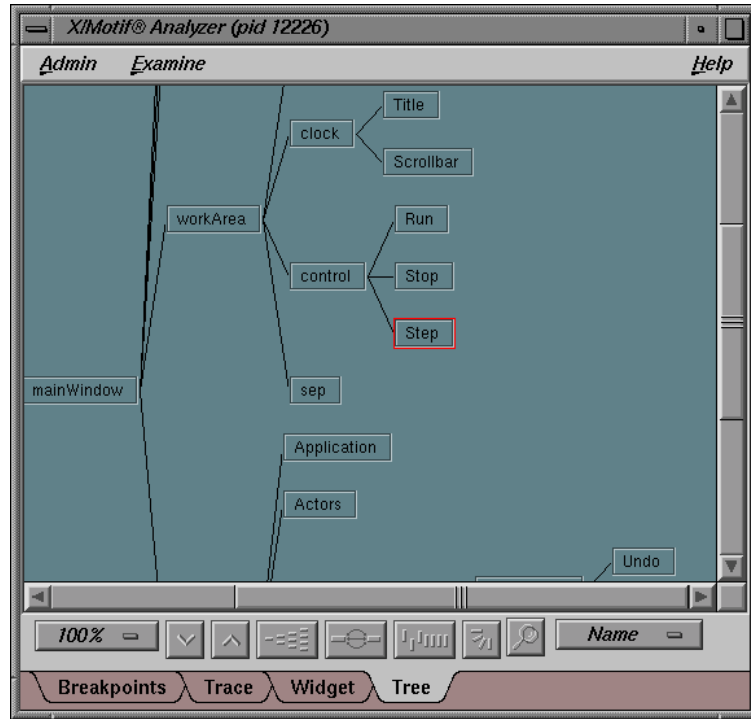 X/Motif® Analyzer (pid 12226)
Admin Examine Help
Title
clock
Scrollbar
workArea
Run
control
Stop
Step
mainWindow
sep
Application
Actors
Undo
100%
Name
Breakpoints Trace Widget Tree